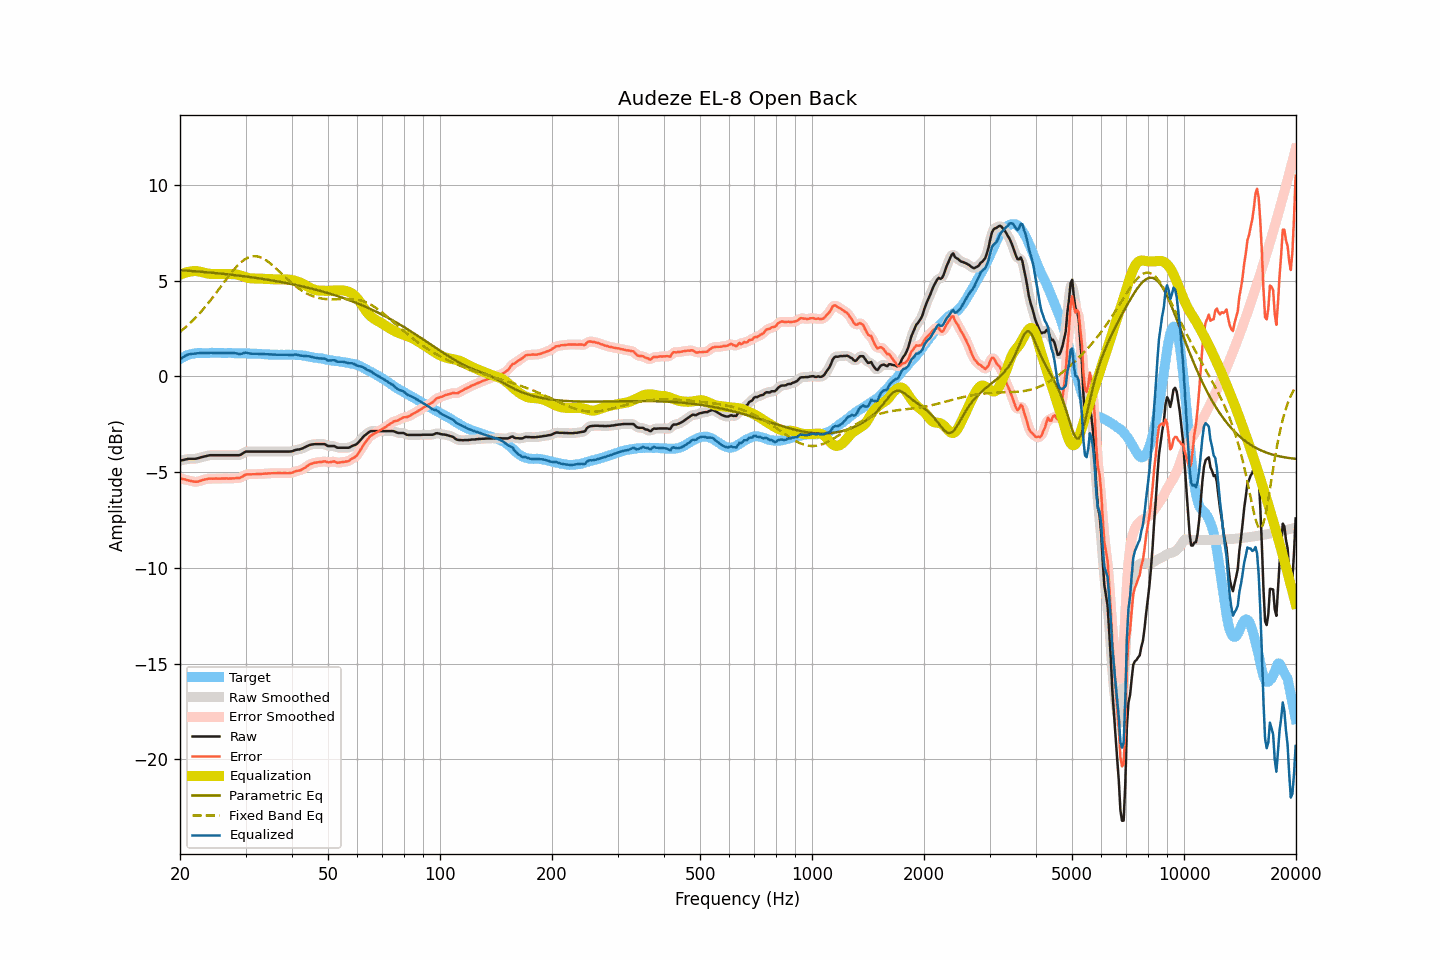 Audeze EL-8 Open Back
Amplitude (dBr)
10
5
0
−5
−10
−15
−20
Target
Raw Smoothed
Error Smoothed
Raw
Error
Equalization
Parametric Eq
Fixed Band Eq
Equalized
20 50 100 200 500 1000 2000 5000 10000 20000
Frequency (Hz)